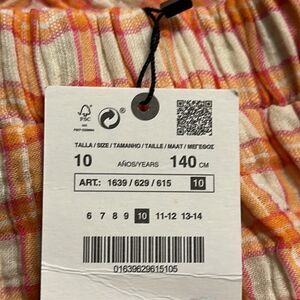 FSC
TALLA / SIZE / TAMANHO / TAILLE / MAAT / ΜΕΓΕΘΟΣ
10 AÑOS/YEARS 140 CM
ART.: 1639 / 629 / 615 10
6 7 8 9 10 11-12 13-14
01639629615105